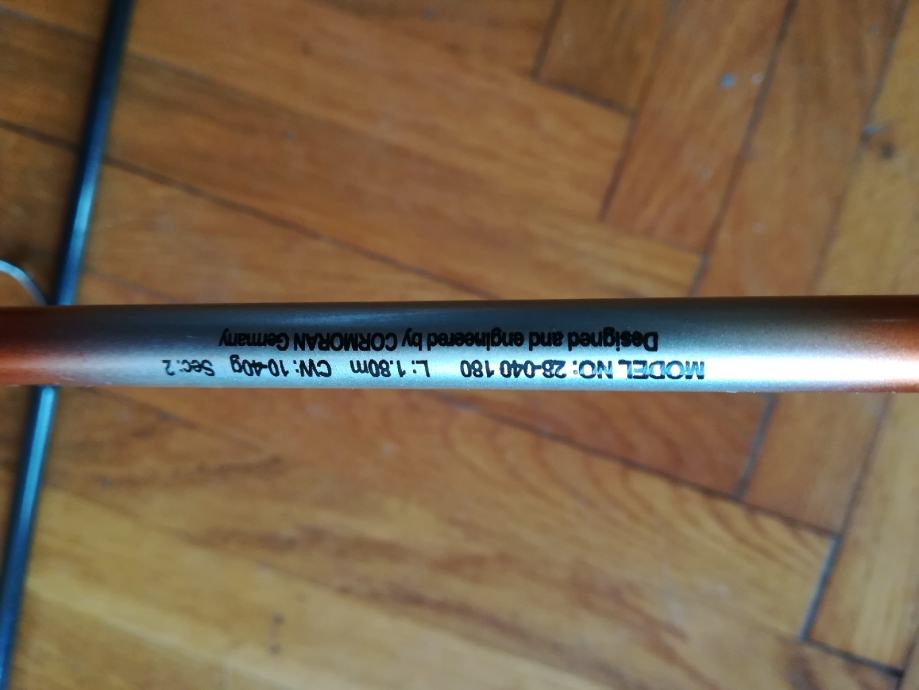 MODEL NO: 28-040 180 L: 1.80m CW: 10-40g Sec: 2
Designed and engineered by CORMORAN Germany